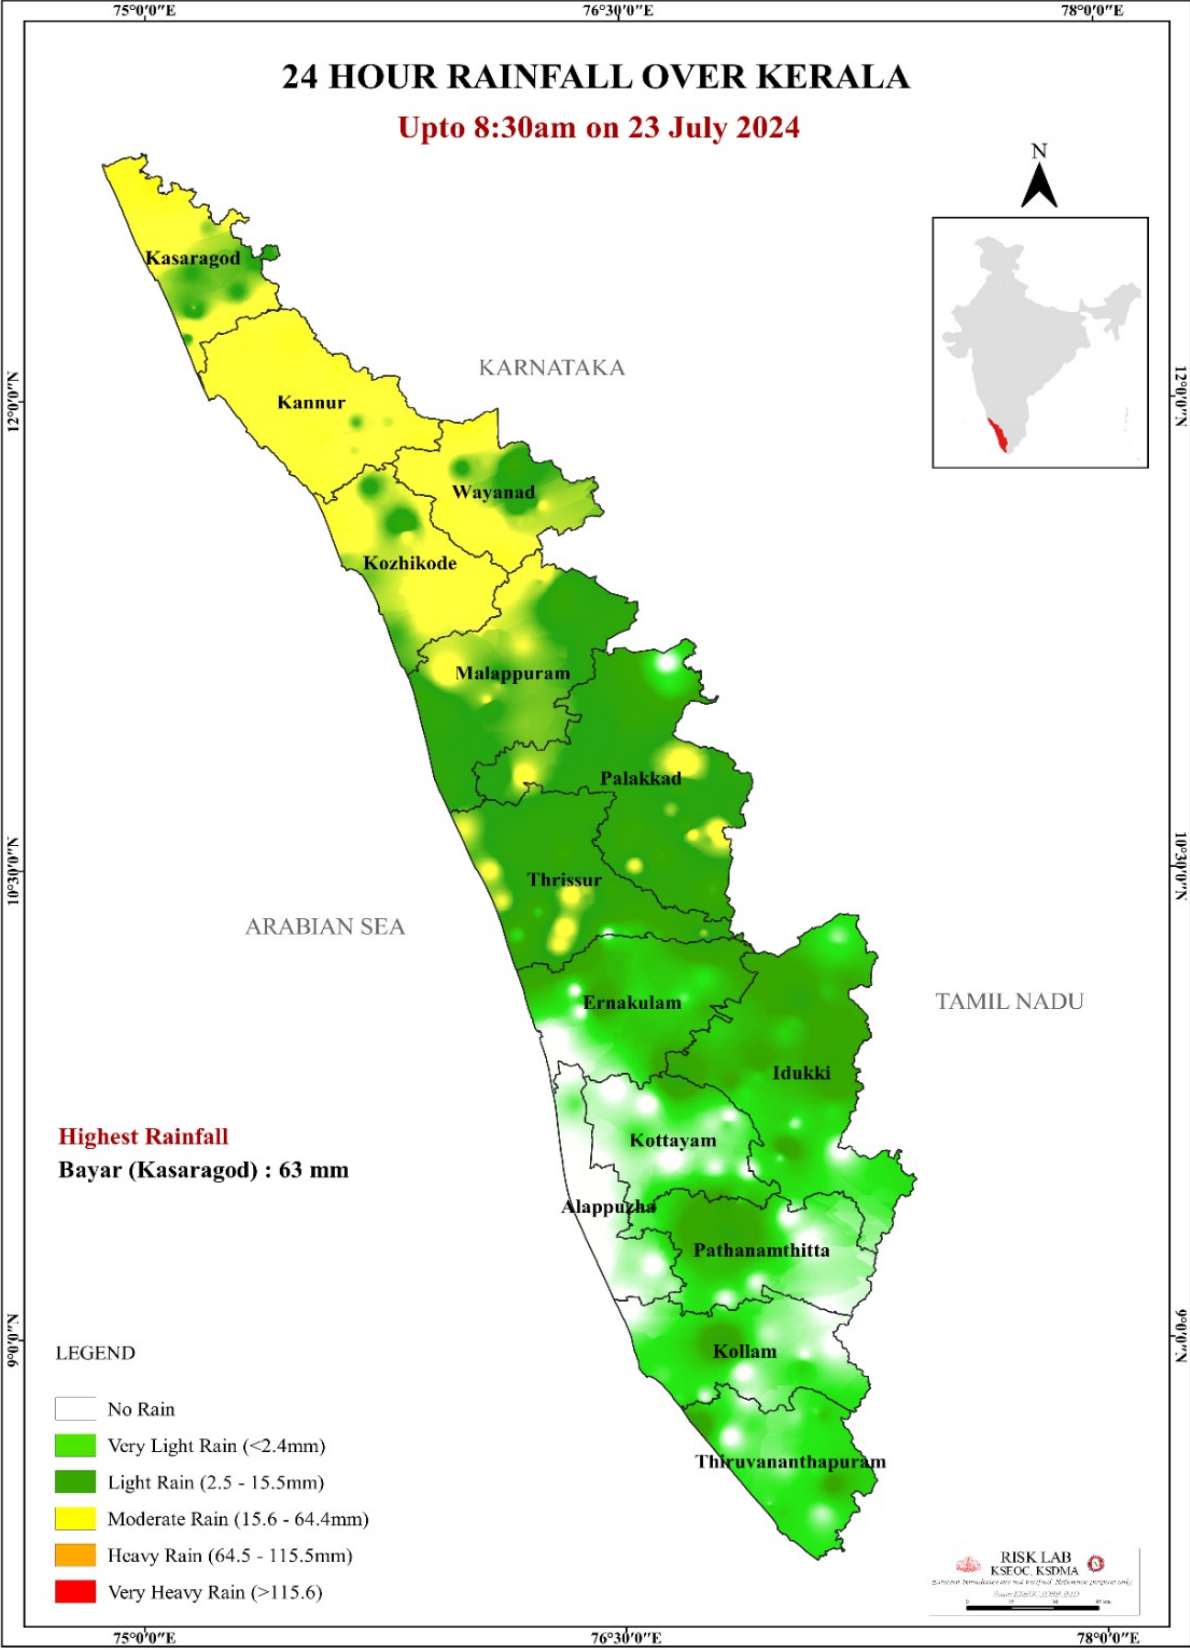 75°0'0"E 76°30'0"E 78°0'0"E
24 HOUR RAINFALL OVER KERALA
Upto 8:30am on 23 July 2024
N
Kasaragod
KARNATAKA
12°0'0"N
12°0'0"N
Kannur
Wayanad
Kozhikode
Malappuram
Palakkad
10°30'0"N
10°30'0"N
Thrissur
ARABIAN SEA
Ernakulam
TAMIL NADU
Idukki
Highest Rainfall
Bayar (Kasaragod) : 63 mm
Kottayam
Alappuzha
Pathanamthitta
9°0'0"N
9°0'0"N
Kollam
Thiruvananthapuram
LEGEND
No Rain
Very Light Rain (<2.4mm)
Light Rain (2.5 - 15.5mm)
Moderate Rain (15.6 - 64.4mm)
Heavy Rain (64.5 - 115.5mm)
Very Heavy Rain (>115.6)
RISK LAB
KSEOC, KSDMA
75°0'0"E 76°30'0"E 78°0'0"E